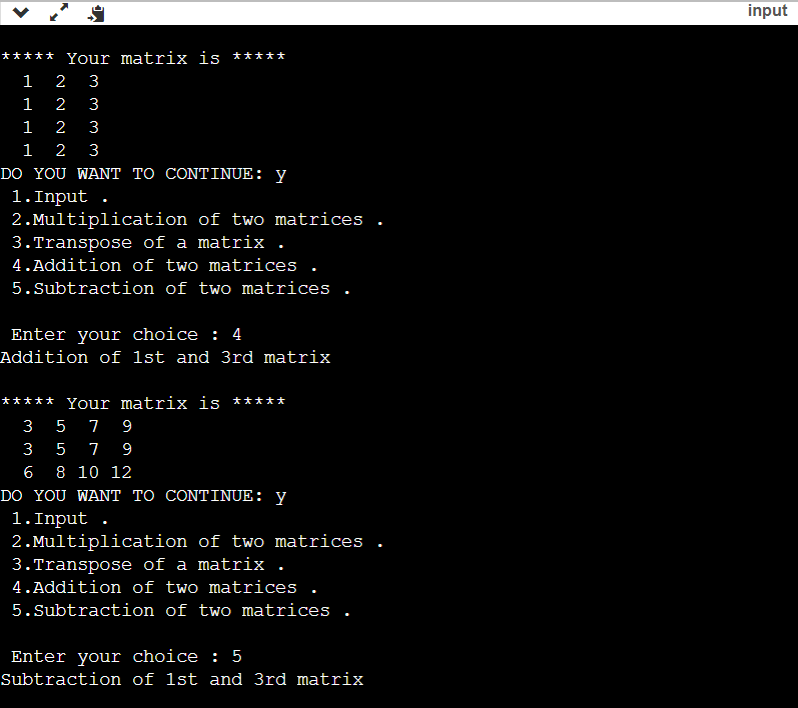 input
***** Your matrix is *****
1 2 3
1 2 3
1 2 3
1 2 3
DO YOU WANT TO CONTINUE: y
1.Input .
2.Multiplication of two matrices .
3.Transpose of a matrix .
4.Addition of two matrices .
5.Subtraction of two matrices .
Enter your choice : 4
Addition of 1st and 3rd matrix
***** Your matrix is *****
3 5 7 9
3 5 7 9
6 8 10 12
DO YOU WANT TO CONTINUE: y
1.Input .
2.Multiplication of two matrices .
3.Transpose of a matrix .
4.Addition of two matrices .
5.Subtraction of two matrices .
Enter your choice : 5
Subtraction of 1st and 3rd matrix